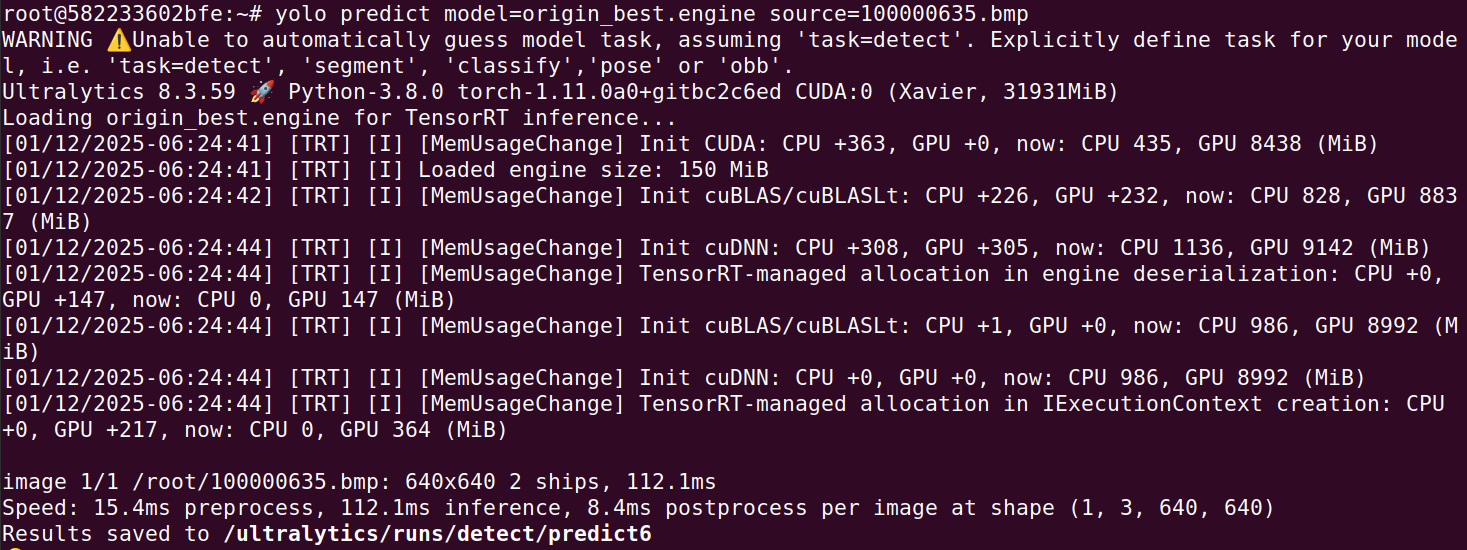 root@582233602bfe:~# yolo predict model=origin_best.engine source=100000635.bmp
WARNING ⚠️Unable to automatically guess model task, assuming 'task=detect'. Explicitly define task for your mode
l, i.e. 'task=detect', 'segment', 'classify','pose' or 'obb'.
Ultralytics 8.3.59 🚀 Python-3.8.0 torch-1.11.0a0+gitbc2c6ed CUDA:0 (Xavier, 31931MiB)
Loading origin_best.engine for TensorRT inference...
[01/12/2025-06:24:41] [TRT] [I] [MemUsageChange] Init CUDA: CPU +363, GPU +0, now: CPU 435, GPU 8438 (MiB)
[01/12/2025-06:24:41] [TRT] [I] Loaded engine size: 150 MiB
[01/12/2025-06:24:42] [TRT] [I] [MemUsageChange] Init cuBLAS/cuBLASLt: CPU +226, GPU +232, now: CPU 828, GPU 883
7 (MiB)
[01/12/2025-06:24:44] [TRT] [I] [MemUsageChange] Init cuDNN: CPU +308, GPU +305, now: CPU 1136, GPU 9142 (MiB)
[01/12/2025-06:24:44] [TRT] [I] [MemUsageChange] TensorRT-managed allocation in engine deserialization: CPU +0,
GPU +147, now: CPU 0, GPU 147 (MiB)
[01/12/2025-06:24:44] [TRT] [I] [MemUsageChange] Init cuBLAS/cuBLASLt: CPU +1, GPU +0, now: CPU 986, GPU 8992 (M
iB)
[01/12/2025-06:24:44] [TRT] [I] [MemUsageChange] Init cuDNN: CPU +0, GPU +0, now: CPU 986, GPU 8992 (MiB)
[01/12/2025-06:24:44] [TRT] [I] [MemUsageChange] TensorRT-managed allocation in IExecutionContext creation: CPU
+0, GPU +217, now: CPU 0, GPU 364 (MiB)
image 1/1 /root/100000635.bmp: 640x640 2 ships, 112.1ms
Speed: 15.4ms preprocess, 112.1ms inference, 8.4ms postprocess per image at shape (1, 3, 640, 640)
Results saved to /ultralytics/runs/detect/predict6